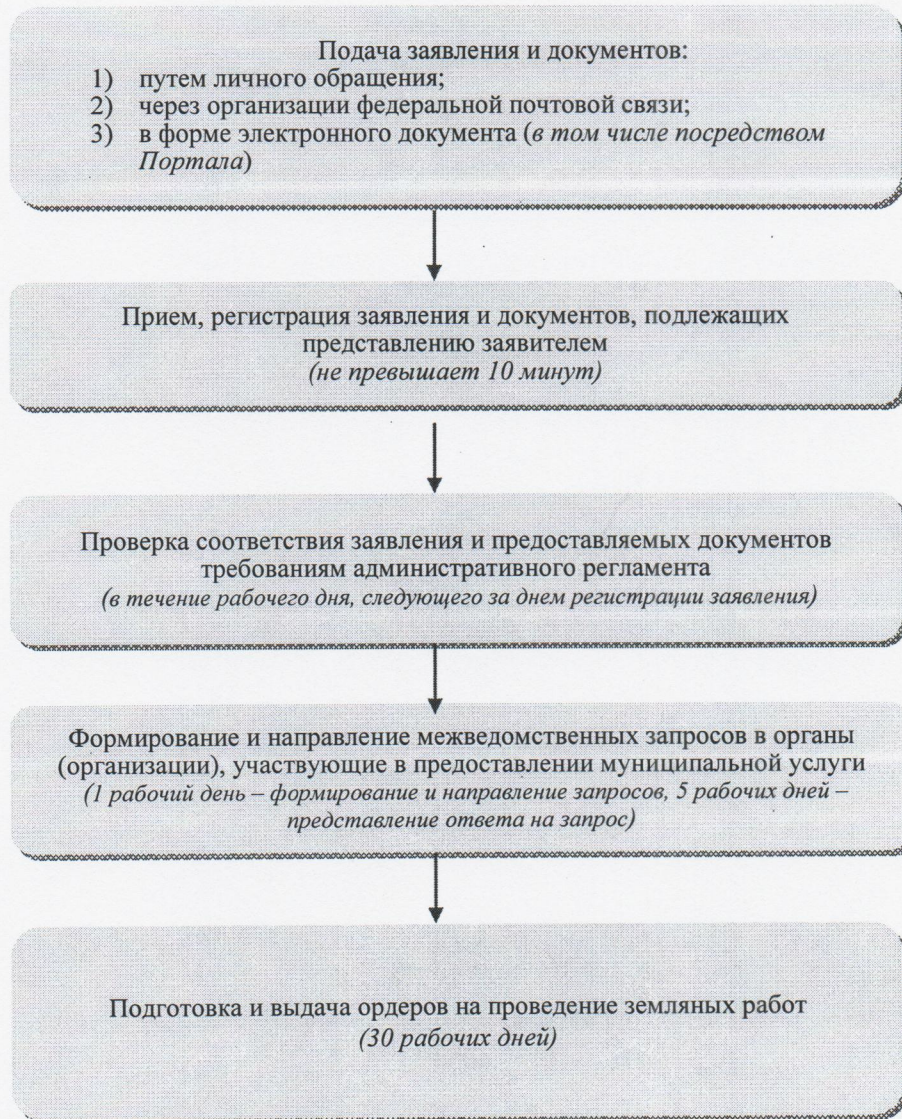 Подача заявления и документов:
1) путем личного обращения;
2) через организации федеральной почтовой связи;
3) в форме электронного документа (в том числе посредством
Портала)
Прием, регистрация заявления и документов, подлежащих
представлению заявителем
(не превышает 10 минут)
Проверка соответствия заявления и предоставляемых документов
требованиям административного регламента
(в течение рабочего дня, следующего за днем регистрации заявления)
Формирование и направление межведомственных запросов в органы
(организации), участвующие в предоставлении муниципальной услуги
(1 рабочий день – формирование и направление запросов, 5 рабочих дней –
представление ответа на запрос)
Подготовка и выдача ордеров на проведение земляных работ
(30 рабочих дней)